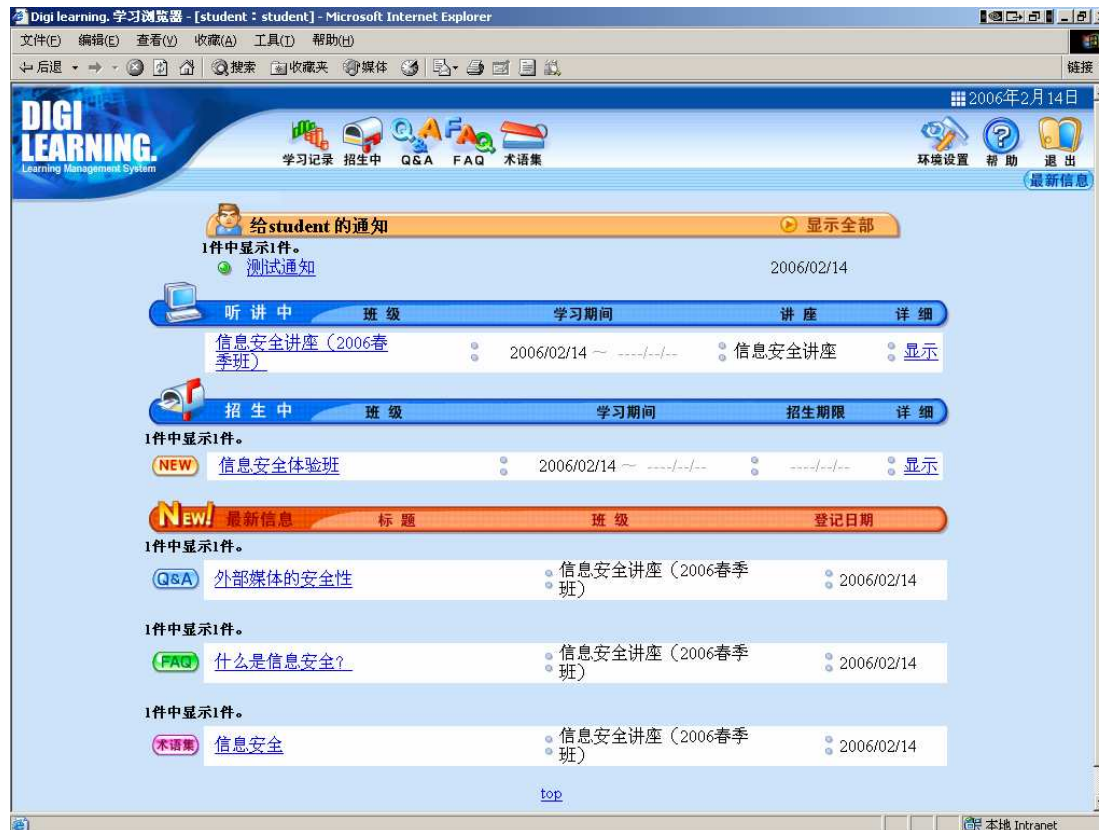 Digi learning. 学习浏览器 - [student：student] - Microsoft Internet Explorer
文件(F) 编辑(E) 查看(V) 收藏(A) 工具(T) 帮助(H)
后退 搜索 收藏夹 媒体 链接
2006年2月14日
DIGI
LEARNING.
Learning Management System
学习记录 招生中 Q&A FAQ 术语集 环境设置 帮助 退出
最新信息
给student 的通知 显示全部
1件中显示1件。
测试通知 2006/02/14
听讲中 班级 学习期间 讲座 详细
信息安全讲座（2006春
季班） 2006/02/14 ～ ----/--/-- 信息安全讲座 显示
招生中 班级 学习期间 招生期限 详细
1件中显示1件。
NEW 信息安全体验班 2006/02/14 ～ ----/--/-- ----/--/-- 显示
NEW! 最新信息 标题 班级 登记日期
1件中显示1件。
Q&A 外部媒体的安全性 信息安全讲座（2006春季
班） 2006/02/14
1件中显示1件。
FAQ 什么是信息安全？ 信息安全讲座（2006春季
班） 2006/02/14
1件中显示1件。
术语集 信息安全 信息安全讲座（2006春季
班） 2006/02/14
top
本地 Intranet